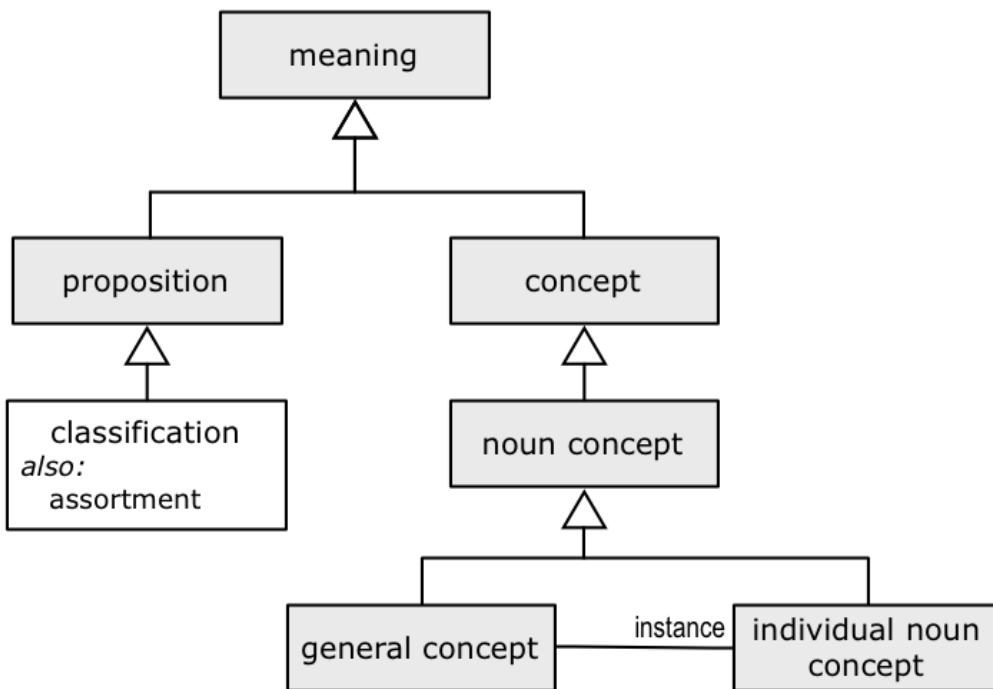 meaning
proposition
concept
classification
also:
assortment
noun concept
general concept
instance
individual noun
concept